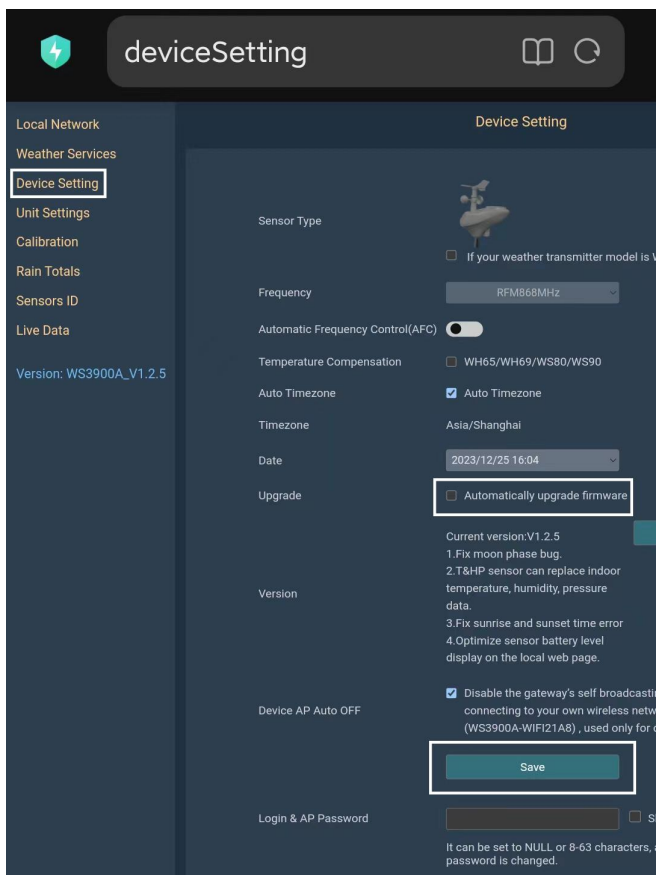 deviceSetting
Local Network
Weather Services
Device Setting
Unit Settings
Calibration
Rain Totals
Sensors ID
Live Data
Version: WS3900A_V1.2.5
Device Setting
Sensor Type
If your weather transmitter model is
Frequency
RFM868MHz
Automatic Frequency Control(AFC)
Temperature Compensation
WH65/WH69/WS80/WS90
Auto Timezone
Auto Timezone
Timezone
Asia/Shanghai
Date
2023/12/25 16:04
Upgrade
Automatically upgrade firmware
Version
Current version:V1.2.5
1.Fix moon phase bug.
2.T&HP sensor can replace indoor
temperature, humidity, pressure
data.
3.Fix sunrise and sunset time error
4.Optimize sensor battery level
display on the local web page.
Device AP Auto OFF
Disable the gateway's self
connecting to your own wireless
(WS3900A-WIFI21A8) , used only for
Save
Login & AP Password
It can be set to NULL or 8-63 characters,
password is changed.